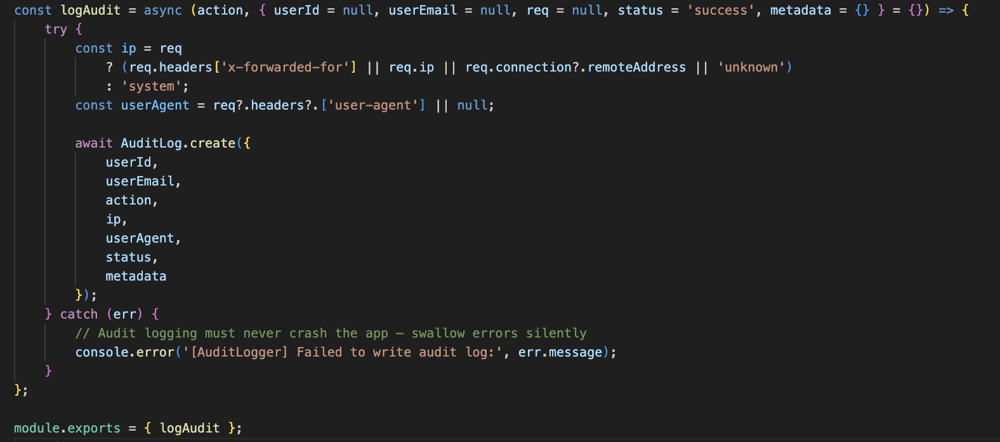 const logAudit = async (action, { userId = null, userEmail = null, req = null, status = 'success', metadata = {} } = {}) => {
    try {
        const ip = req
            ? (req.headers['x-forwarded-for'] || req.ip || req.connection?.remoteAddress || 'unknown')
            : 'system';
        const userAgent = req?.headers?.['user-agent'] || null;

        await AuditLog.create({
            userId,
            userEmail,
            action,
            ip,
            userAgent,
            status,
            metadata
        });
    } catch (err) {
        // Audit logging must never crash the app — swallow errors silently
        console.error('[AuditLogger] Failed to write audit log:', err.message);
    }
};

module.exports = { logAudit };